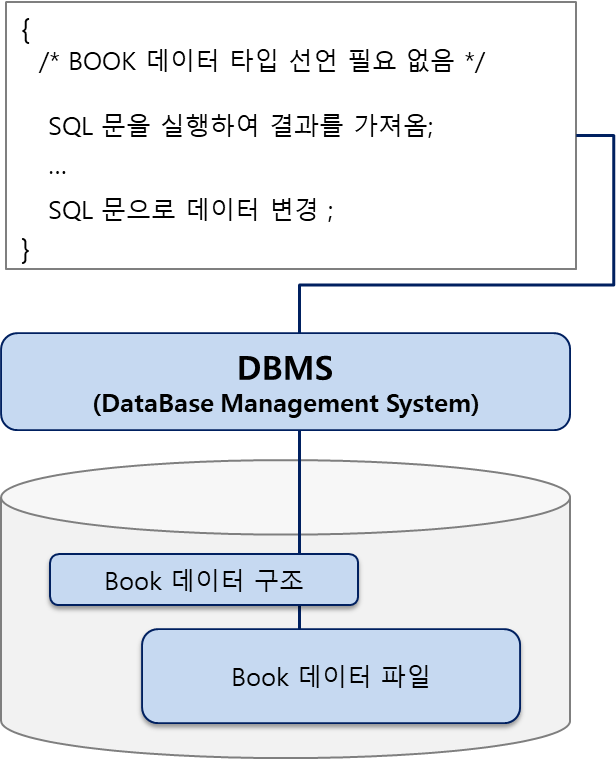 {
/* BOOK 데이터 타입 선언 필요 없음 */
SQL 문을 실행하여 결과를 가져옴;
...
SQL 문으로 데이터 변경 ;
}
DBMS
(DataBase Management System)
Book 데이터 구조
Book 데이터 파일